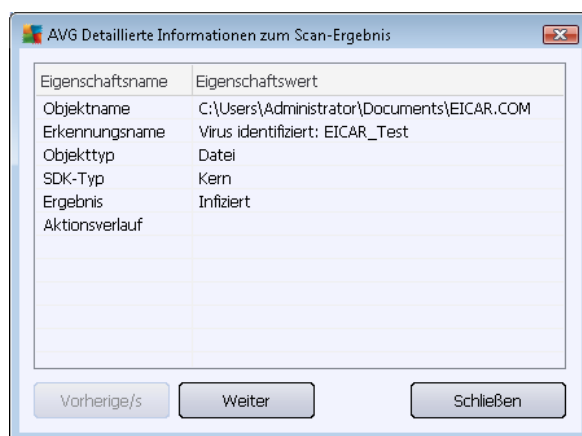 AVG Detaillierte Informationen zum Scan-Ergebnis
Eigenschaftsname Eigenschaftswert
Objektname C:\Users\Administrator\Documents\EICAR.COM
Erkennungsname Virus identifiziert: EICAR_Test
Objekttyp Datei
SDK-Typ Kern
Ergebnis Infiziert
Aktionsverlauf
Vorherige/s Weiter Schließen